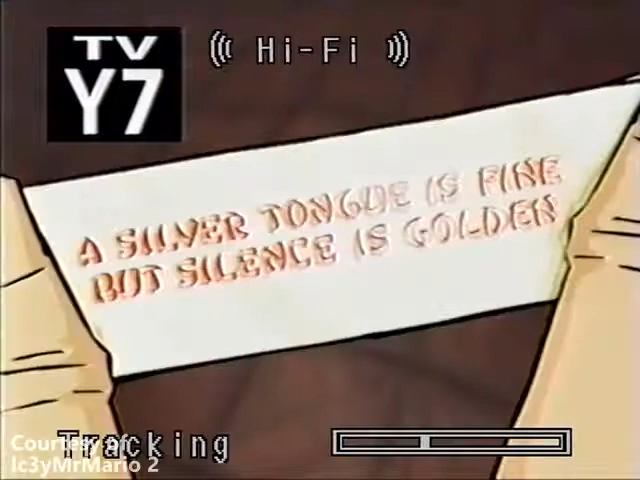 TV
Y7
Hi-Fi
A SILVER TONGUE IS FINE
BUT SILENCE IS GOLDEN
Tracking
Courtesy of
Ic3yMrMario 2